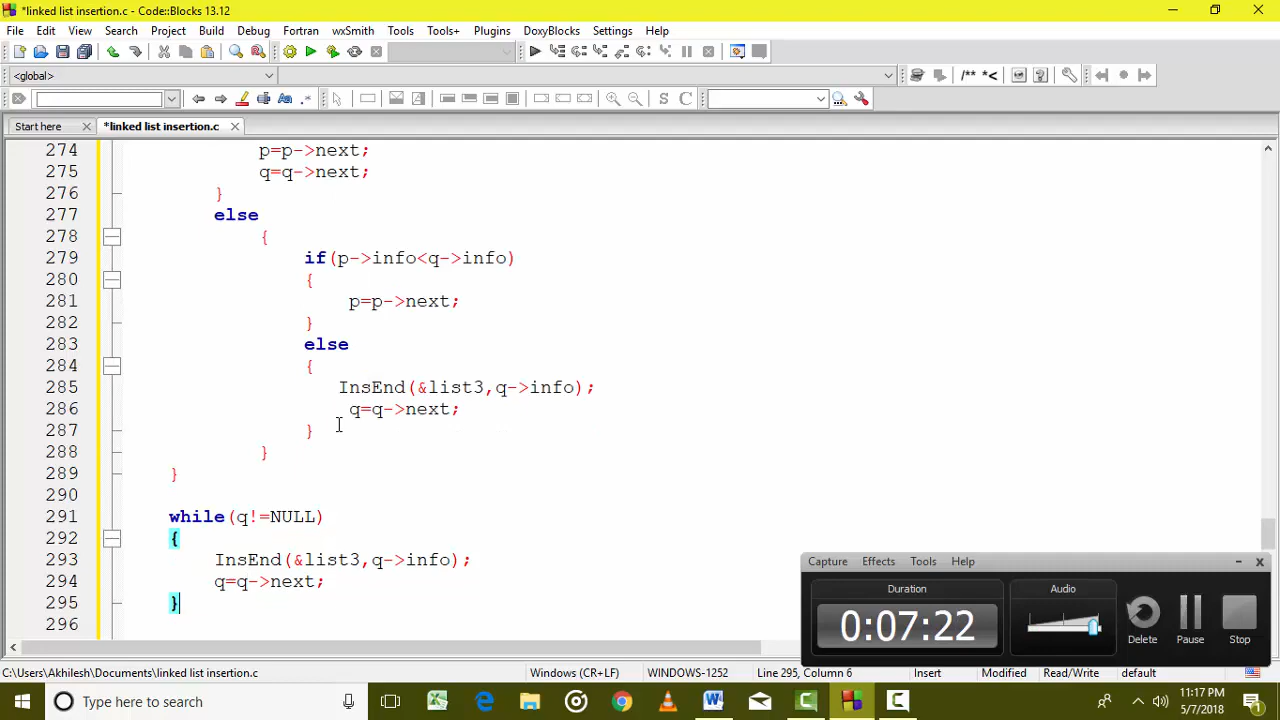 *linked list insertion.c - Code::Blocks 13.12
File Edit View Search Project Build Debug Fortran wxSmith Tools Tools+ Plugins DoxyBlocks Settings Help
<global>
/** *<
S C
Start here *linked list insertion.c
274 p=p->next;
275 q=q->next;
276 }
277 else
278 {
279 if(p->info<q->info)
280 {
281 p=p->next;
282 }
283 else
284 {
285 InsEnd(&list3,q->info);
286 q=q->next;
287 }
288 }
289 }
290
291 while(q!=NULL)
292 {
293 InsEnd(&list3,q->info);
294 q=q->next;
295 }
296
Capture Effects Tools Help
Duration Audio
0:07:22
Delete Pause Stop
C:\Users\Akhilesh\Documents\linked list insertion.c Windows (CR+LF) WINDOWS-1252 Line 295, Column 6 Insert Read/Write default
Type here to search
11:17 PM
5/7/2018